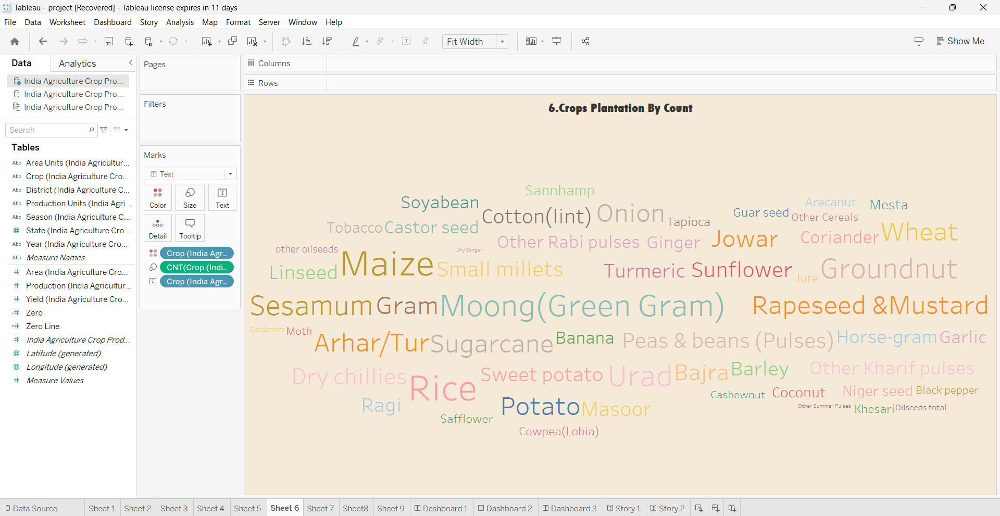 Tableau - project [Recovered] - Tableau license expires in 11 days
File Data Worksheet Dashboard Story Analysis Map Format Server Window Help
Fit Width
Show Me
Data Analytics
India Agriculture Crop Pro...
India Agriculture Crop Pro...
India Agriculture Crop Pro...
Search
Tables
Abc Area Units (India Agricultur...
Abc Crop (India Agriculture Cro...
Abc District (India Agriculture C...
Abc Production Units (India Agri...
Abc Season (India Agriculture C...
State (India Agriculture Cro...
Abc Year (India Agriculture Cro...
Abc Measure Names
# Area (India Agriculture Cro...
# Production (India Agricultur...
# Yield (India Agriculture Cro...
=# Zero
=# Zero Line
# India Agriculture Crop Prod...
Latitude (generated)
Longitude (generated)
# Measure Values
Pages
Filters
Marks
T Text
Color Size Text
Detail Tooltip
Crop (India Agr..
CNT(Crop (Indi..
T Crop (India Agr..
Columns
Rows
6.Crops Plantation By Count
Sannhamp
Soyabean
Arecanut
Mesta
Cotton(lint)
Onion
Guar seed
Other Cereals
Tapioca
Tobacco
Castor seed
Wheat
Coriander
Jowar
Other Rabi pulses
Ginger
other oilseeds
Dry Ginger
Maize
Small millets
Linseed
Turmeric
Sunflower
Jute
Groundnut
Sesamum
Gram
Moong(Green Gram)
Rapeseed &Mustard
Cardamom
Moth
Arhar/Tur
Sugarcane
Banana
Peas & beans (Pulses)
Horse-gram
Garlic
Dry chillies
Rice
Sweet potato
Urad
Bajra
Barley
Other Kharif pulses
Cashewnut
Coconut
Niger seed
Black pepper
Ragi
Potato
Masoor
Other Summer Pulses
Khesari
Oilseeds total
Safflower
Cowpea(Lobia)
Data Source Sheet 1 Sheet 2 Sheet 3 Sheet 4 Sheet 5 Sheet 6 Sheet 7 Sheet8 Sheet 9 Deshboard 1 Dashboard 2 Dashboard 3 Story 1 Story 2